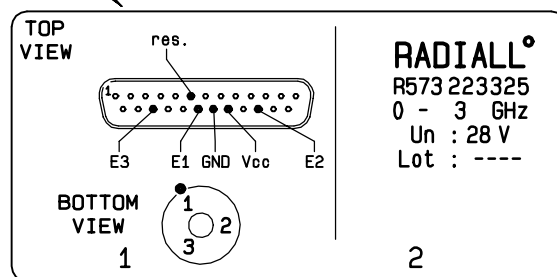 TOP
VIEW
res.
1
E3 E1 GND Vcc E2
BOTTOM
VIEW
1
2
3
1
RADIALL°
R573 223325
0 - 3 GHz
Un : 28 V
Lot : ----
2